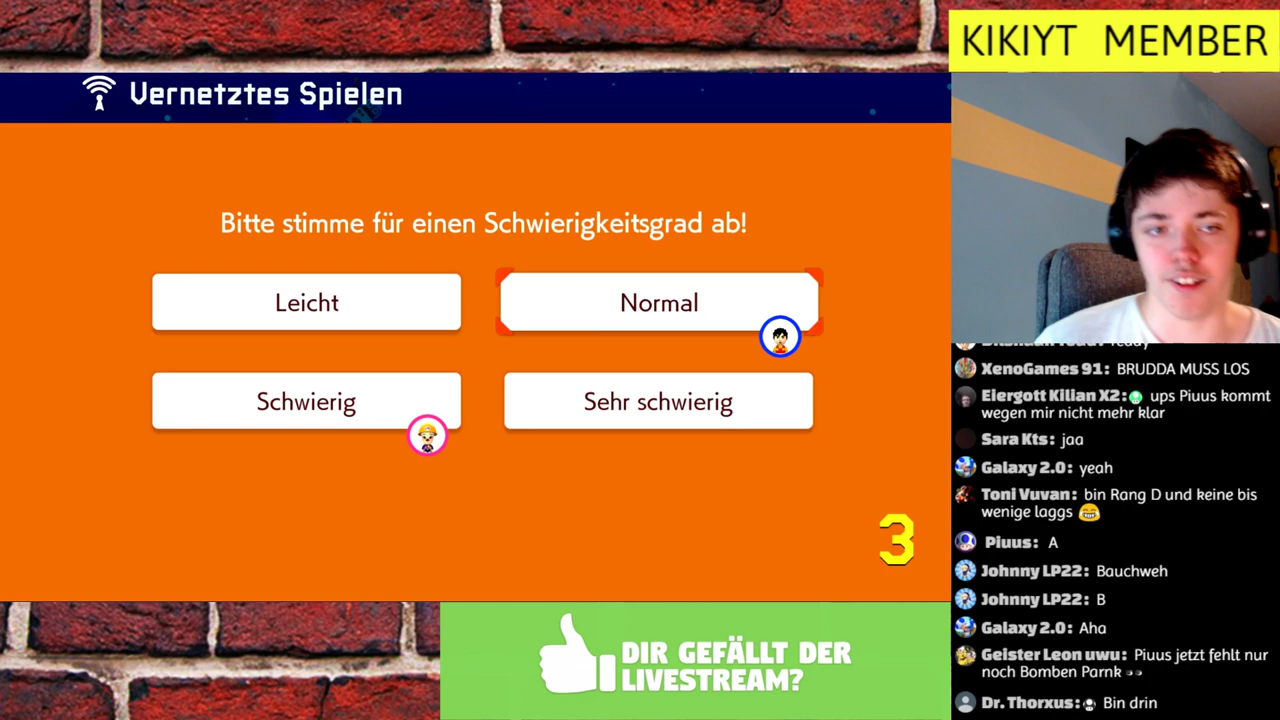 KIKIYT MEMBER
Vernetztes Spielen
Bitte stimme für einen Schwierigkeitsgrad ab!
Leicht
Normal
Schwierig
Sehr schwierig
3
DIR GEFÄLLT DER
LIVESTREAM?
XenoGames 91: BRUDDA MUSS LOS
Eiergott Kilian X2: ups Piuus kommt
wegen mir nicht mehr klar
Sara Kts: jaa
Galaxy 2.0: yeah
Toni Vuvan: bin Rang D und keine bis
wenige laggs
Piuus: A
Johnny LP22: Bauchweh
Johnny LP22: B
Galaxy 2.0: Aha
Geister Leon uwu: Piuus jetzt fehlt nur
noch Bomben Parnk
Dr. Thorxus: Bin drin